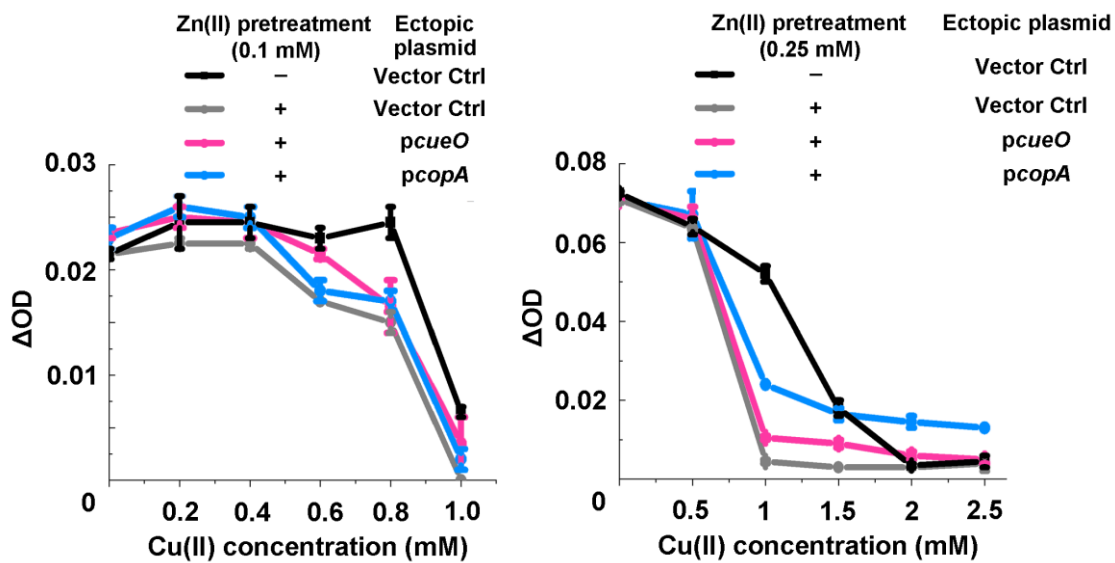 Zn(II) pretreatment Ectopic
(0.1 mM) plasmid
– Vector Ctrl
+ Vector Ctrl
+ pcueO
+ pcopA
0.03
0.02
0.01
0
ΔOD
0.2 0.4 0.6 0.8 1.0
Cu(II) concentration (mM)
Zn(II) pretreatment Ectopic plasmid
(0.25 mM)
– Vector Ctrl
+ Vector Ctrl
+ pcueO
+ pcopA
0.08
0.06
0.04
0.02
0
ΔOD
0.5 1 1.5 2 2.5
Cu(II) concentration (mM)